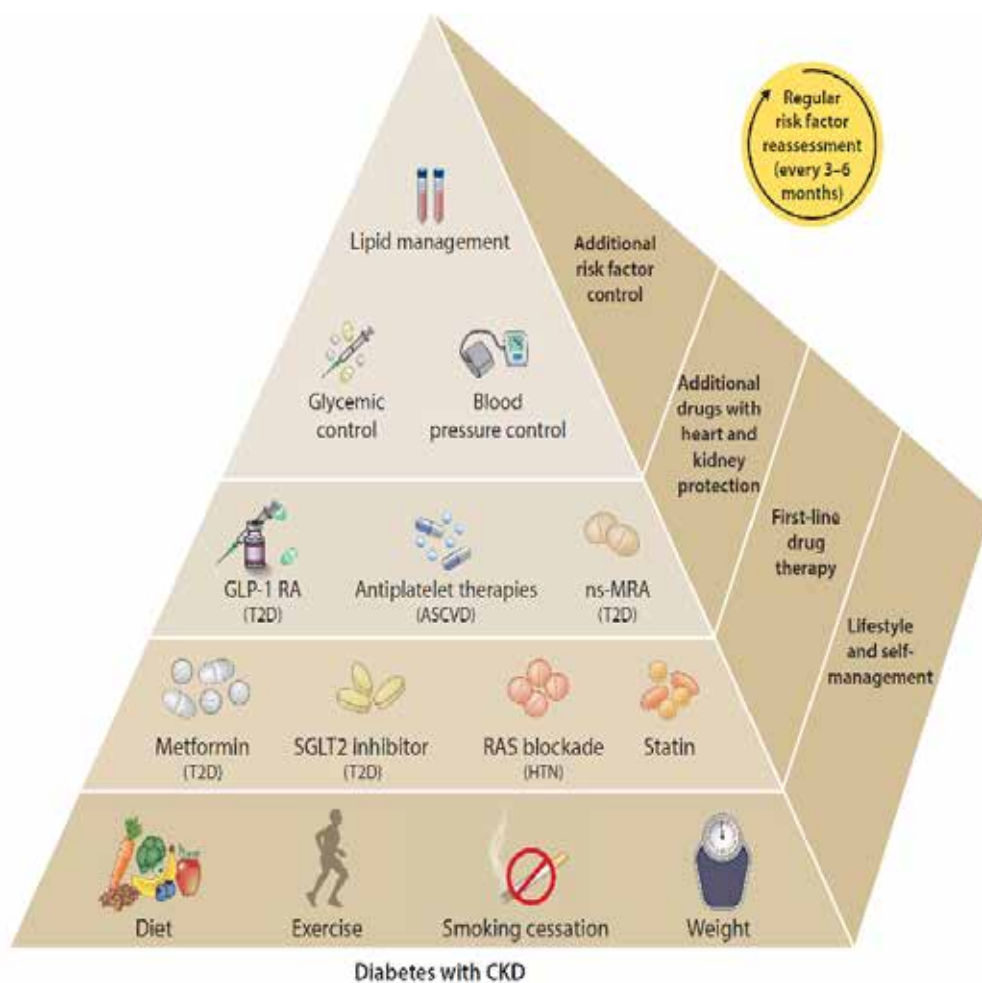 Regular
risk factor
reassessment
(every 3–6
months)
Lipid management
Additional
risk factor
control
Glycemic
control
Blood
pressure control
Additional
drugs with
heart and
kidney
protection
GLP-1 RA
(T2D)
Antiplatelet therapies
(ASCVD)
ns-MRA
(T2D)
First-line
drug
therapy
Metformin
(T2D)
SGLT2 inhibitor
(T2D)
RAS blockade
(HTN)
Statin
Lifestyle
and self-
management
Diet
Exercise
Smoking cessation
Weight
Diabetes with CKD